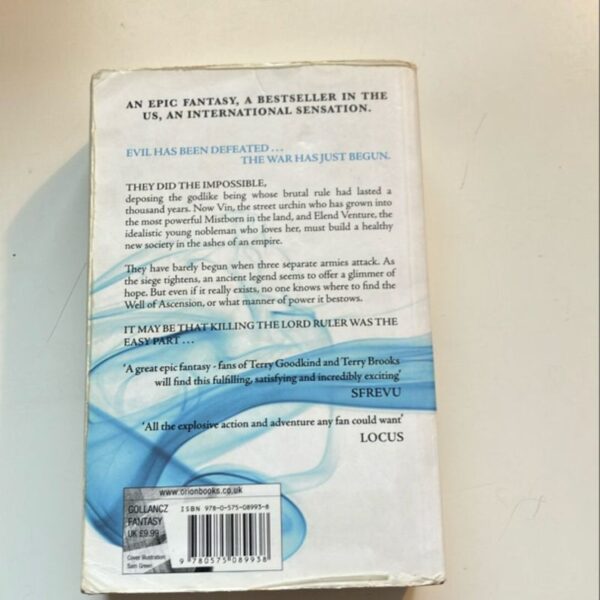 AN EPIC FANTASY, A BESTSELLER IN THE
US, AN INTERNATIONAL SENSATION.
EVIL HAS BEEN DEFEATED ...
THE WAR HAS JUST BEGUN.
THEY DID THE IMPOSSIBLE,
deposing the godlike being whose brutal rule had lasted a
thousand years. Now Vin, the street urchin who has grown into
the most powerful Mistborn in the land, and Elend Venture, the
idealistic young nobleman who loves her, must build a healthy
new society in the ashes of an empire.
They have barely begun when three separate armies attack. As
the siege tightens, an ancient legend seems to offer a glimmer of
hope. But even if it really exists, no one knows where to find the
Well of Ascension, or what manner of power it bestows.
IT MAY BE THAT KILLING THE LORD RULER WAS THE
EASY PART ...
'A great epic fantasy - fans of Terry Goodkind and Terry Brooks
will find this fulfilling, satisfying and incredibly exciting'
SFREVU
'All the explosive action and adventure any fan could want'
LOCUS
www.orionbooks.co.uk
GOLLANCZ
FANTASY
UK £9.99
Cover illustration:
Sam Green
ISBN 978-0-575-08993-8
9 780575 089938